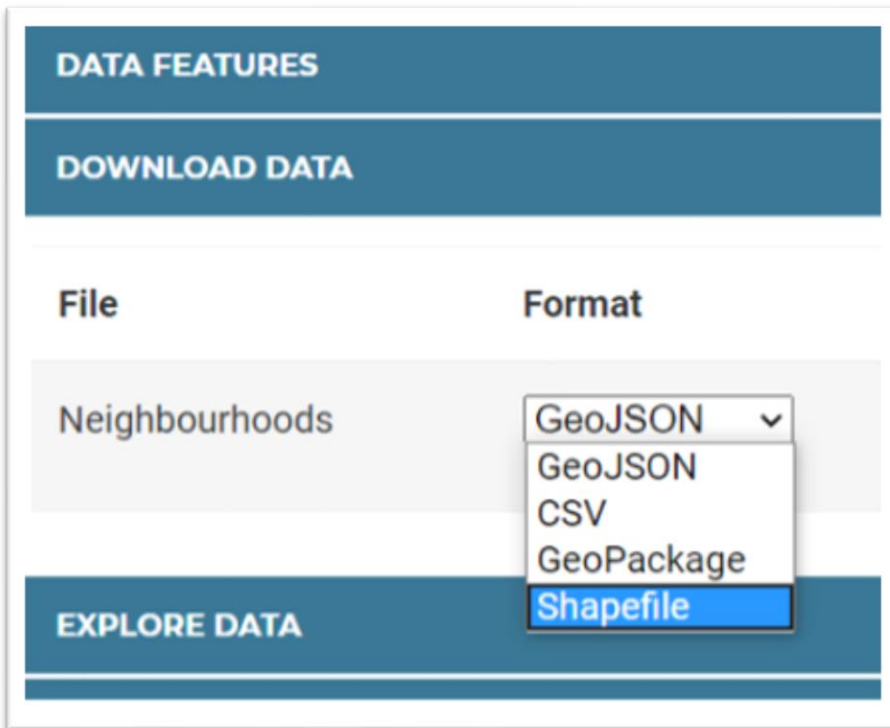 DATA FEATURES
DOWNLOAD DATA
File Format
Neighbourhoods GeoJSON
GeoJSON
CSV
GeoPackage
Shapefile
EXPLORE DATA